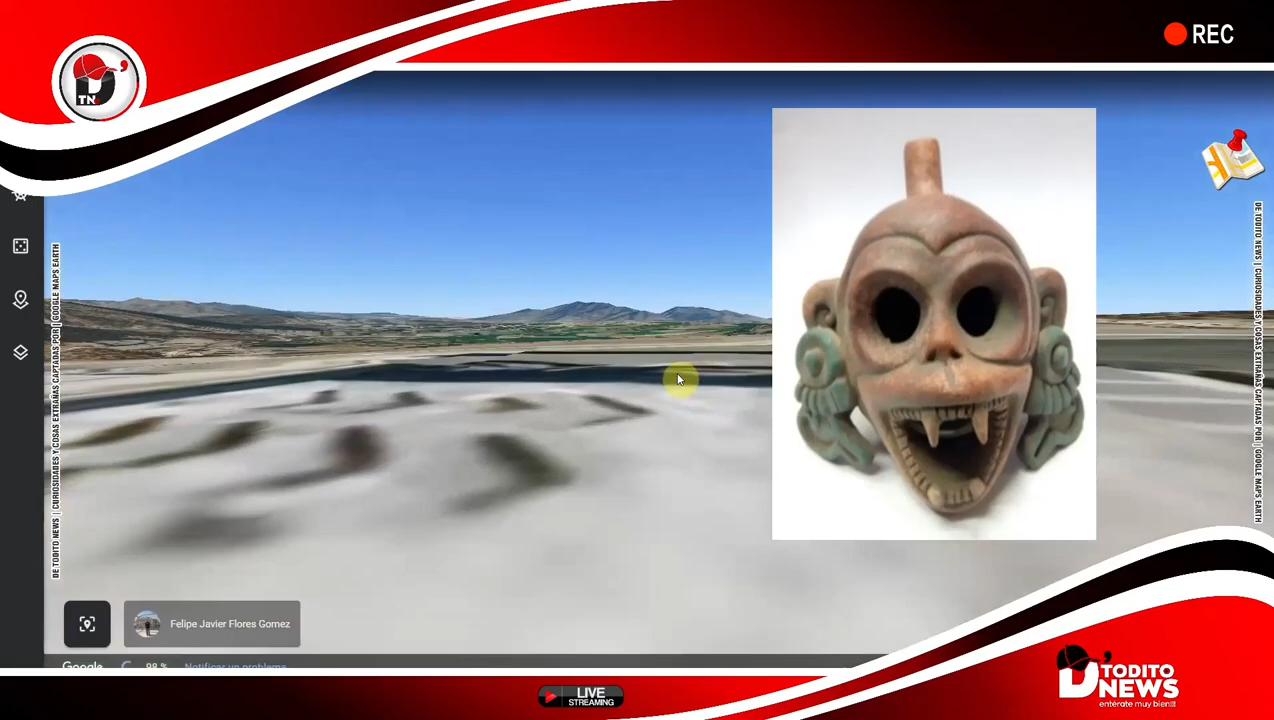 REC
TN
DE TODITO NEWS | CURIOSIDADES Y COSAS EXTRAÑAS CAPTADAS POR | GOOGLE MAPS EARTH
DE TODITO NEWS | CURIOSIDADES Y COSAS EXTRAÑAS CAPTADAS POR | GOOGLE MAPS EARTH
Felipe Javier Flores Gomez
Google 98 % Notificar un problema
LIVE
STREAMING
D'TODITO
NEWS
entérate muy bien!!!